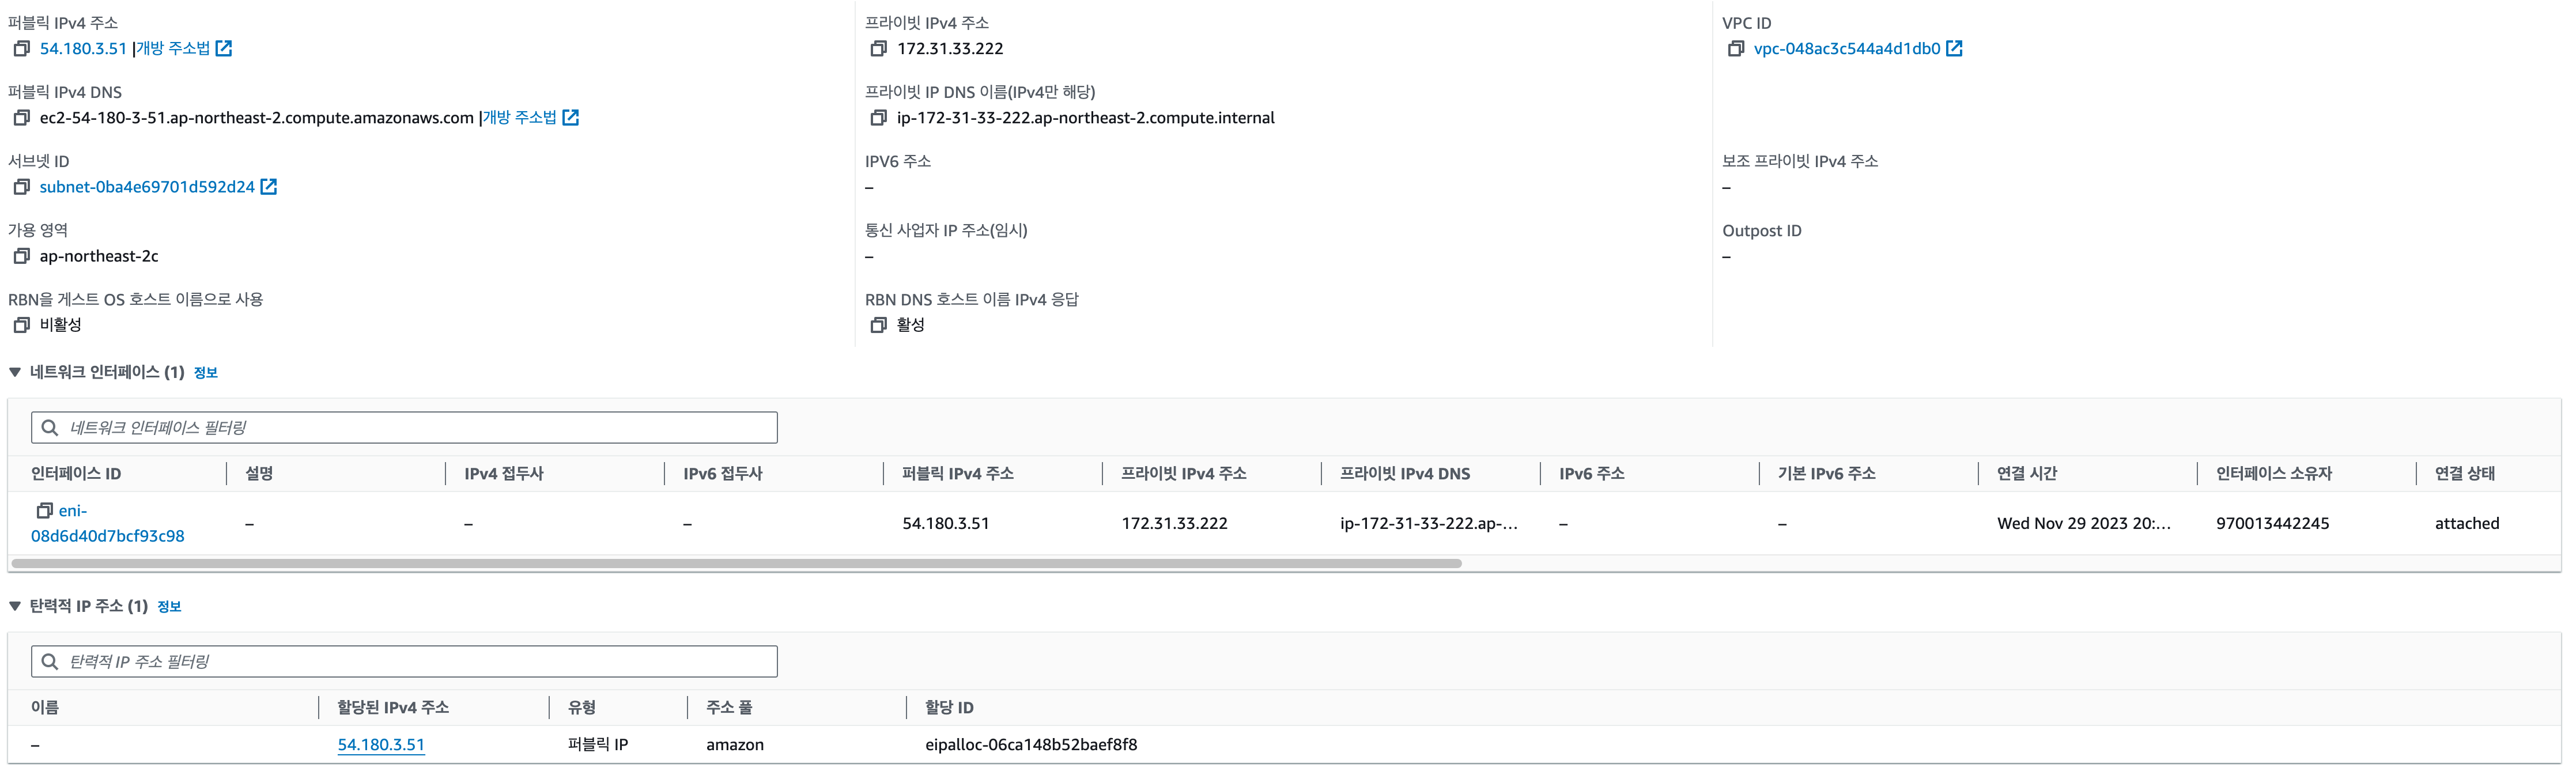 퍼블릭 IPv4 주소
54.180.3.51 |개방 주소법
프라이빗 IPv4 주소
172.31.33.222
VPC ID
vpc-048ac3c544a4d1db0
퍼블릭 IPv4 DNS
ec2-54-180-3-51.ap-northeast-2.compute.amazonaws.com |개방 주소법
프라이빗 IP DNS 이름(IPv4만 해당)
ip-172-31-33-222.ap-northeast-2.compute.internal
서브넷 ID
subnet-0ba4e69701d592d24
IPV6 주소
–
보조 프라이빗 IPv4 주소
–
가용 영역
ap-northeast-2c
통신 사업자 IP 주소(임시)
–
Outpost ID
–
RBN을 게스트 OS 호스트 이름으로 사용
비활성
RBN DNS 호스트 이름 IPv4 응답
활성
네트워크 인터페이스 (1) 정보
네트워크 인터페이스 필터링
인터페이스 ID 설명 IPv4 접두사 IPv6 접두사 퍼블릭 IPv4 주소 프라이빗 IPv4 주소 프라이빗 IPv4 DNS IPv6 주소 기본 IPv6 주소 연결 시간 인터페이스 소유자 연결 상태
eni-
08d6d40d7bcf93c98
– – – 54.180.3.51 172.31.33.222 ip-172-31-33-222.ap-... – – Wed Nov 29 2023 20:... 970013442245 attached
탄력적 IP 주소 (1) 정보
탄력적 IP 주소 필터링
이름 할당된 IPv4 주소 유형 주소 풀 할당 ID
– 54.180.3.51 퍼블릭 IP amazon eipalloc-06ca148b52baef8f8